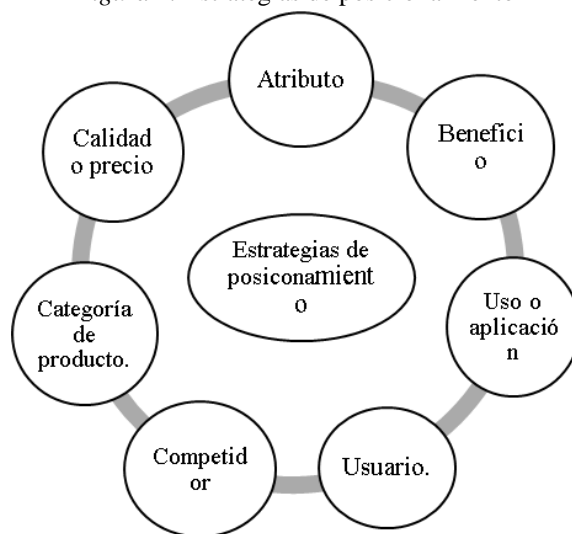 Atributo
Benefici
o
Uso o
aplicació
n
Usuario.
Competid
or
Categoría
de
producto.
Calidad
o precio
Estrategias de
posiconamient
o